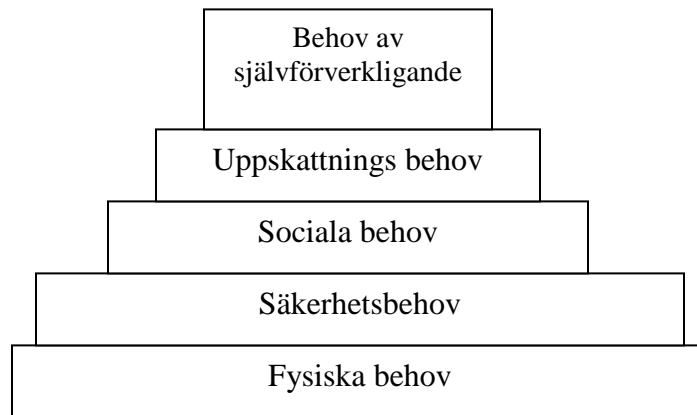 Behov av
självförverkligande
Uppskattnings behov
Sociala behov
Säkerhetsbehov
Fysiska behov